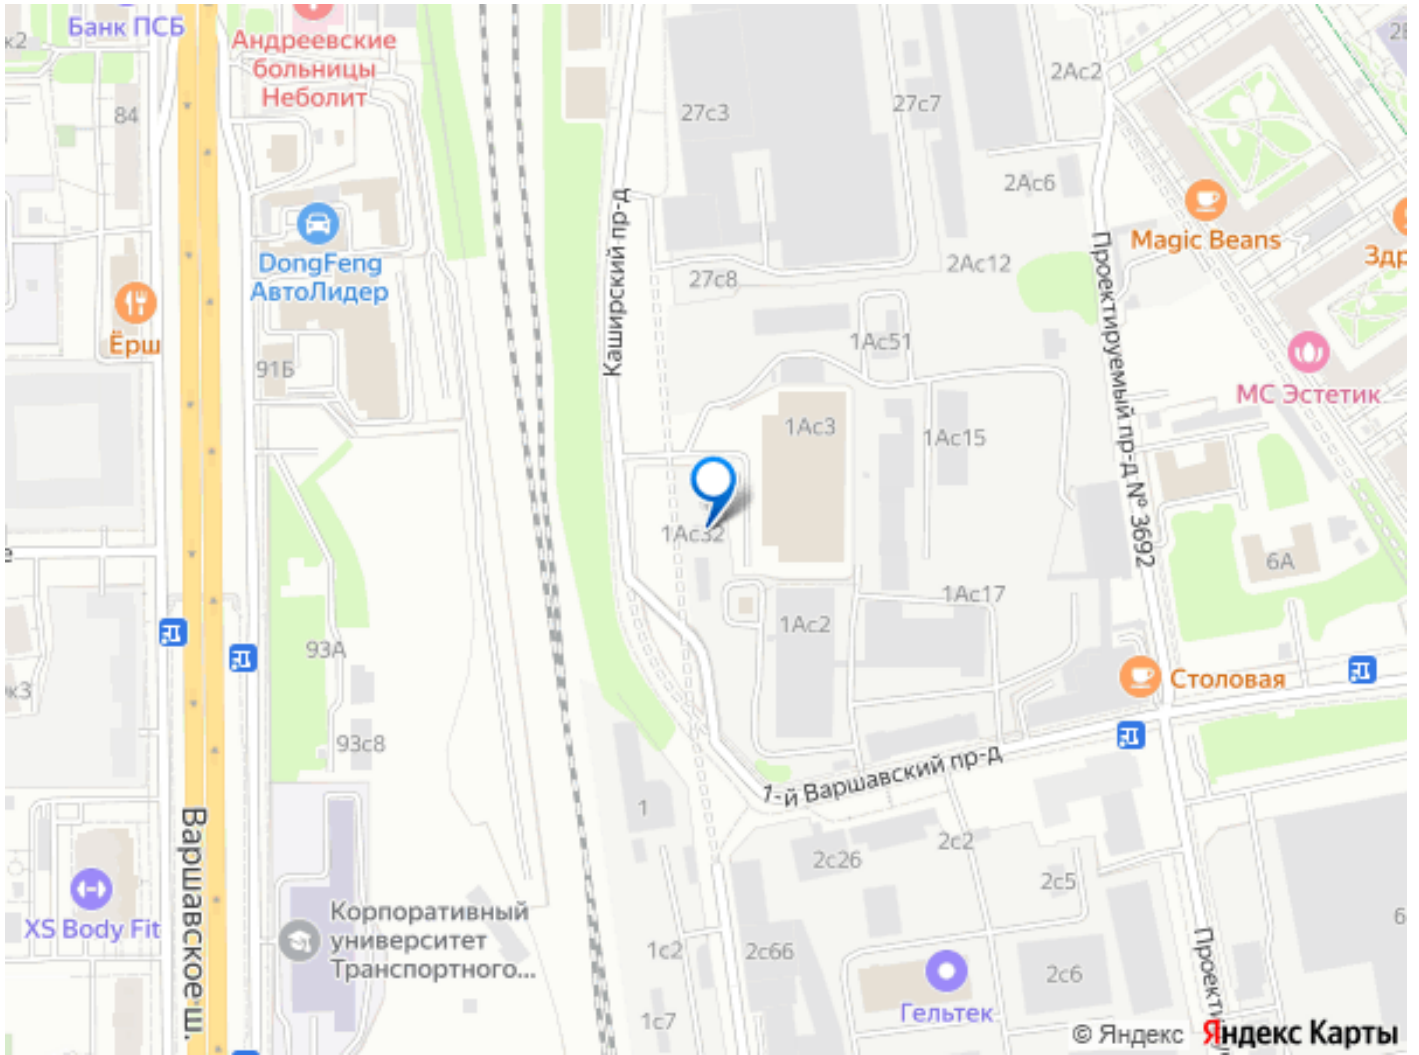 Банк ПСБ
к2
Андреевские
больницы
Неболит
84
27с3
27с7
2Ас2
2Ас6
Каширский пр-д
DongFeng
АвтоЛидер
Magic Beans
Проектируемый пр-д № 3692
2Ас12
27с8
Ёрш
91Б
1Ас51
МС Эстетик
1Ас3
1Ас15
1Ас32
6А
1Ас17
1Ас2
93А
Столовая
93с8
1-й Варшавский пр-д
1
Варшавское ш.
2с26
2с2
2с5
XS Body Fit
Корпоративный
университет
Транспортного...
1с2
2с66
2с6
Гельтек
1с7
© Яндекс
Яндекс Карты